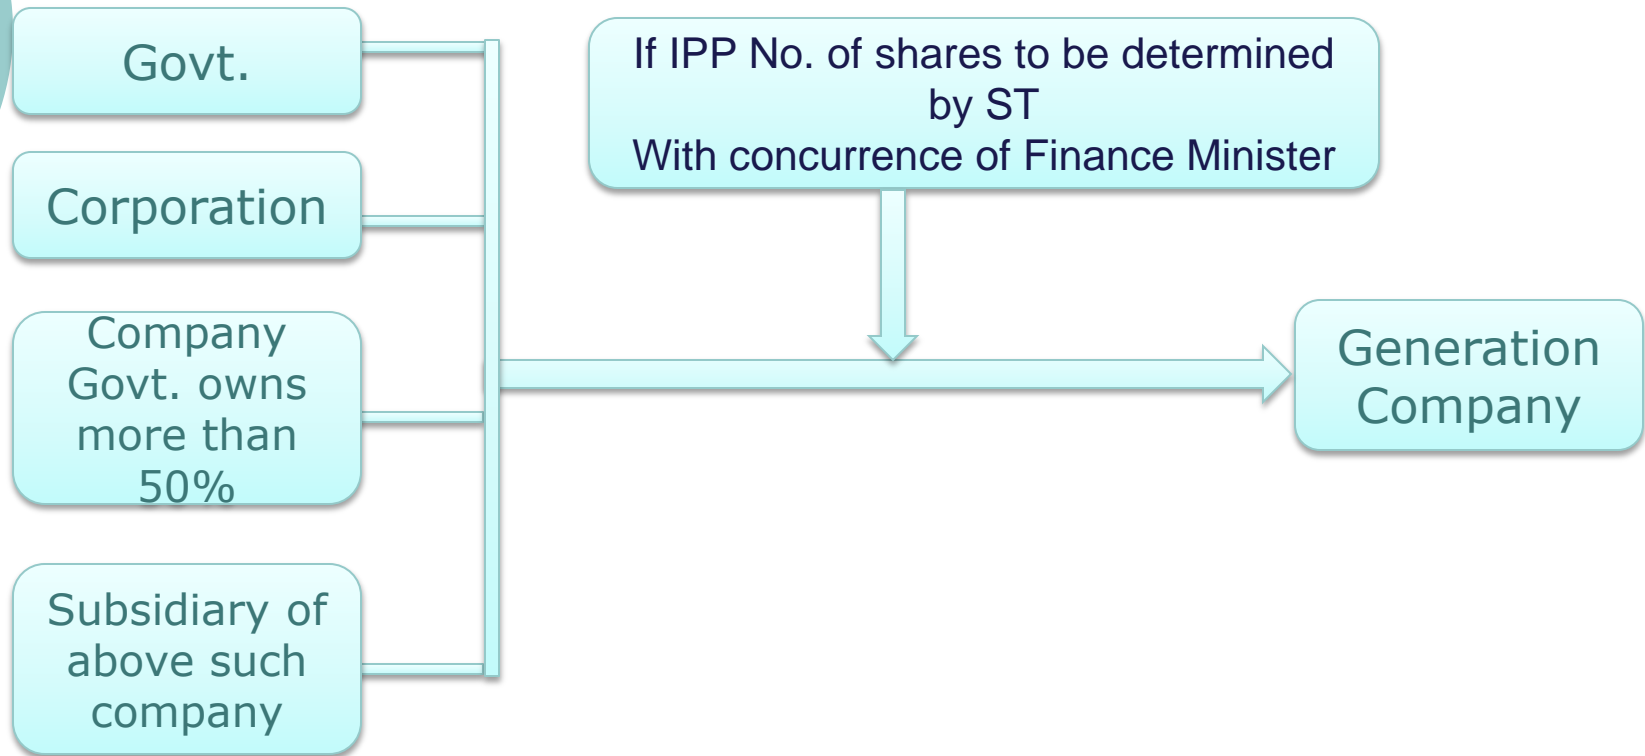 Govt.
Corporation
Company
Govt. owns
more than
50%
Subsidiary of
above such
company
If IPP No. of shares to be determined
by ST
With concurrence of Finance Minister
Generation
Company